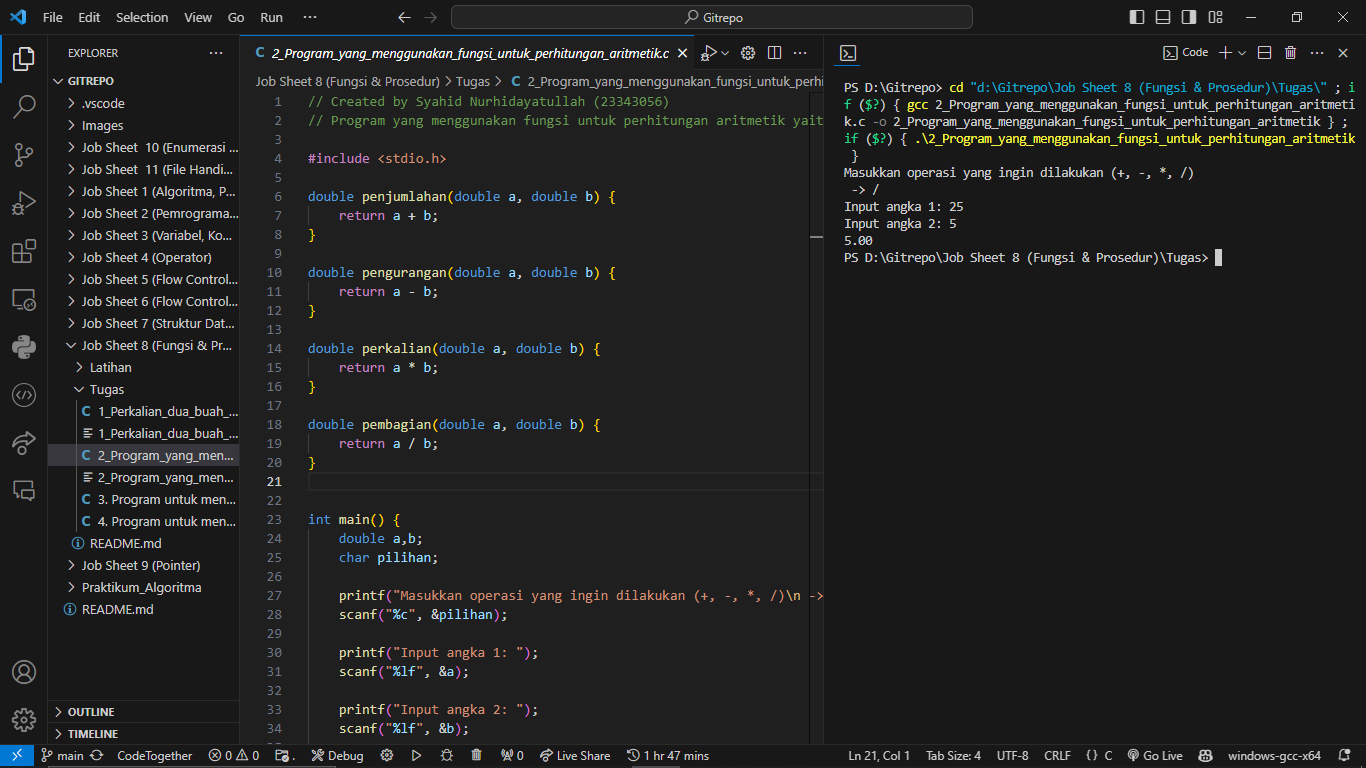 File Edit Selection View Go Run ··· Gitrepo
EXPLORER ···
GITREPO
.vscode
Images
Job Sheet 10 (Enumerasi ...
Job Sheet 11 (File Handi...
Job Sheet 1 (Algoritma, P...
Job Sheet 2 (Pemrograma...
Job Sheet 3 (Variabel, Ko...
Job Sheet 4 (Operator)
Job Sheet 5 (Flow Control...
Job Sheet 6 (Flow Control...
Job Sheet 7 (Struktur Dat...
Job Sheet 8 (Fungsi & Pr...
Latihan
Tugas
C 1_Perkalian_dua_buah_...
1_Perkalian_dua_buah_...
C 2_Program_yang_men...
2_Program_yang_men...
C 3. Program untuk men...
C 4. Program untuk men...
README.md
Job Sheet 9 (Pointer)
Praktikum_Algoritma
README.md
OUTLINE
TIMELINE
C 2_Program_yang_menggunakan_fungsi_untuk_perhitungan_aritmetik.c
Job Sheet 8 (Fungsi & Prosedur) > Tugas > C 2_Program_yang_menggunakan_fungsi_untuk_perhi
1 // Created by Syahid Nurhidayatullah (23343056)
2 // Program yang menggunakan fungsi untuk perhitungan aritmetik yait
3
4 #include <stdio.h>
5
6 double penjumlahan(double a, double b) {
7 return a + b;
8 }
9
10 double pengurangan(double a, double b) {
11 return a - b;
12 }
13
14 double perkalian(double a, double b) {
15 return a * b;
16 }
17
18 double pembagian(double a, double b) {
19 return a / b;
20 }
21
22
23 int main() {
24 double a,b;
25 char pilihan;
26
27 printf("Masukkan operasi yang ingin dilakukan (+, -, *, /)\n ->
28 scanf("%c", &pilihan);
29
30 printf("Input angka 1: ");
31 scanf("%lf", &a);
32
33 printf("Input angka 2: ");
34 scanf("%lf", &b);
Code
PS D:\Gitrepo> cd "d:\Gitrepo\Job Sheet 8 (Fungsi & Prosedur)\Tugas\" ; i
f ($?) { gcc 2_Program_yang_menggunakan_fungsi_untuk_perhitungan_aritmeti
k.c -o 2_Program_yang_menggunakan_fungsi_untuk_perhitungan_aritmetik } ;
if ($?) { .\2_Program_yang_menggunakan_fungsi_untuk_perhitungan_aritmetik
}
Masukkan operasi yang ingin dilakukan (+, -, *, /)
-> /
Input angka 1: 25
Input angka 2: 5
5.00
PS D:\Gitrepo\Job Sheet 8 (Fungsi & Prosedur)\Tugas>
main CodeTogether 0 0 . Debug 0 Live Share 1 hr 47 mins Ln 21, Col 1 Tab Size: 4 UTF-8 CRLF { } C Go Live windows-gcc-x64